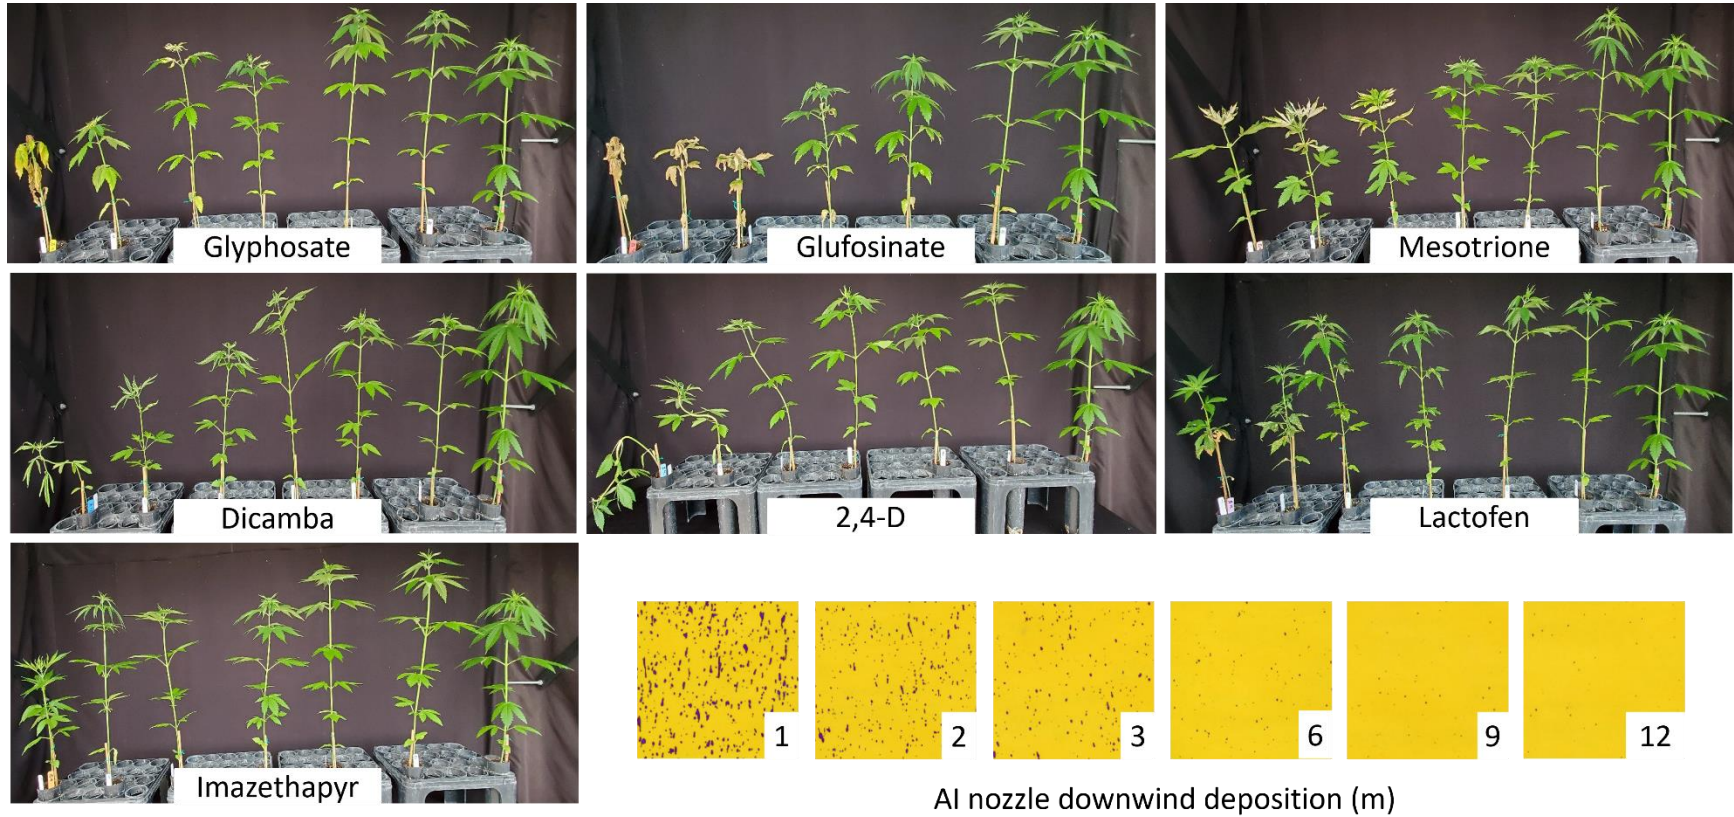 Glyphosate
Glufosinate
Mesotrione
Dicamba
2,4-D
Lactofen
Imazethapyr
1
2
3
6
9
12
AI nozzle downwind deposition (m)